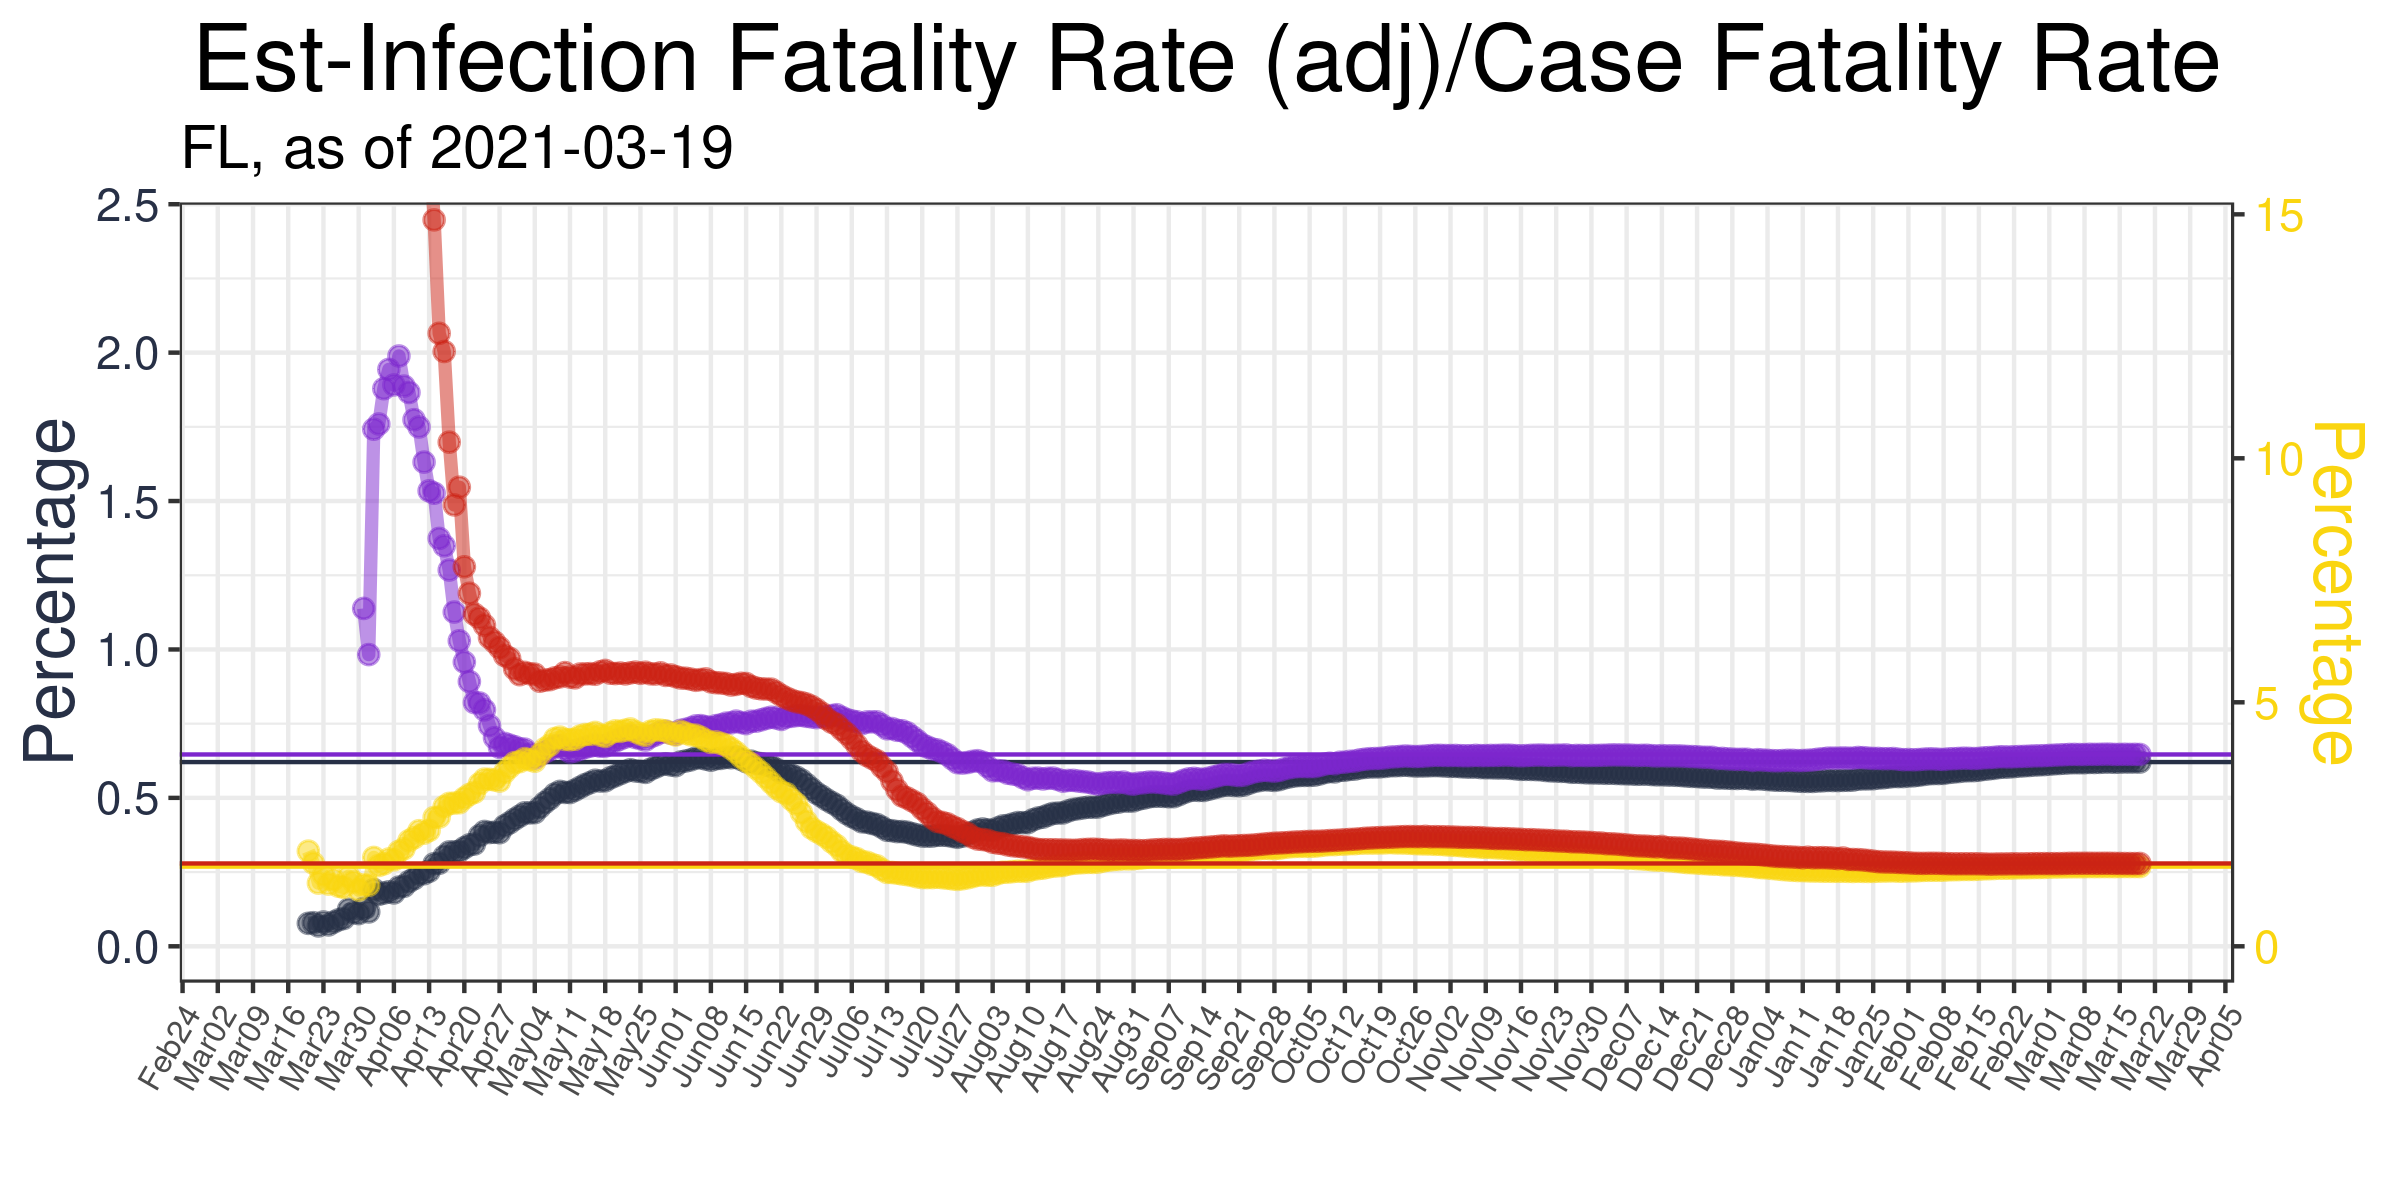 Est-Infection Fatality Rate (adj)/Case Fatality Rate
FL, as of 2021-03-19
Percentage
2.5
2.0
1.5
1.0
0.5
0.0
15
10
5
0
Percentage
Feb24
Mar02
Mar09
Mar16
Mar23
Mar30
Apr06
Apr13
Apr20
Apr27
May04
May11
May18
May25
Jun01
Jun08
Jun15
Jun22
Jun29
Jul06
Jul13
Jul20
Jul27
Aug03
Aug10
Aug17
Aug24
Aug31
Sep07
Sep14
Sep21
Sep28
Oct05
Oct12
Oct19
Oct26
Nov02
Nov09
Nov16
Nov23
Nov30
Dec07
Dec14
Dec21
Dec28
Jan04
Jan11
Jan18
Jan25
Feb01
Feb08
Feb15
Feb22
Mar01
Mar08
Mar15
Mar22
Mar29
Apr05